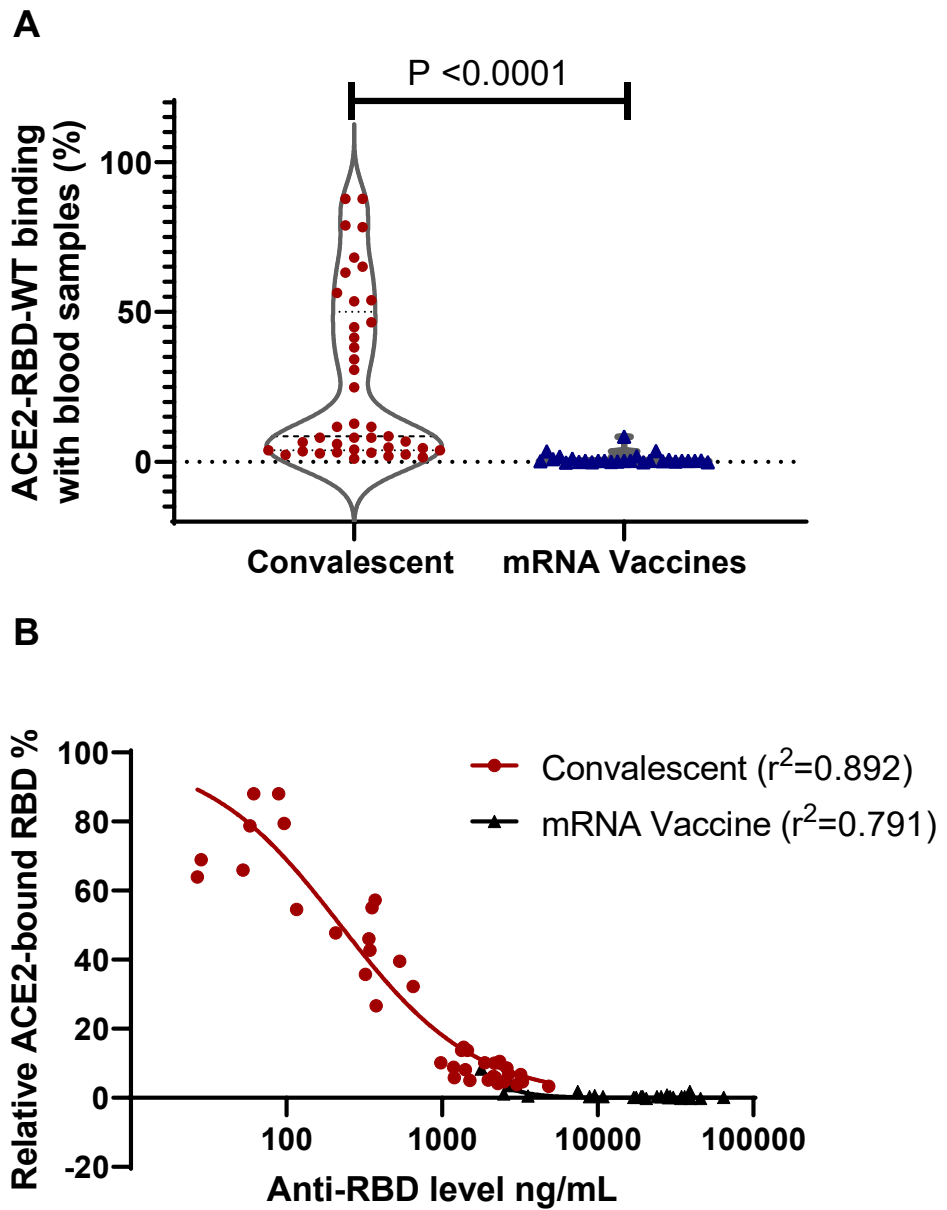 A
P <0.0001
ACE2-RBD-WT binding
with blood samples (%)
100
50
0
Convalescent
mRNA Vaccines
B
Relative ACE2-bound RBD %
100
80
60
40
20
0
-20
Convalescent (r²=0.892)
mRNA Vaccine (r²=0.791)
100
1000
10000
100000
Anti-RBD level ng/mL